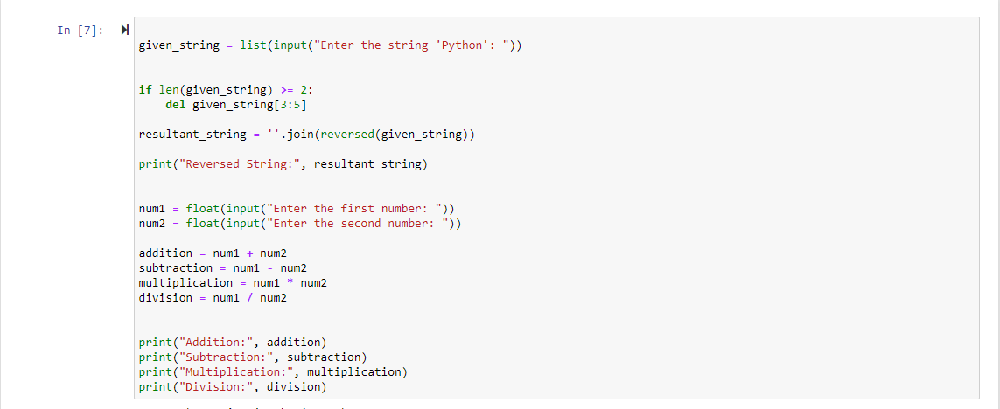 In [7]:
given_string = list(input("Enter the string 'Python': "))
if len(given_string) >= 2:
    del given_string[3:5]
resultant_string = ''.join(reversed(given_string))
print("Reversed String:", resultant_string)
num1 = float(input("Enter the first number: "))
num2 = float(input("Enter the second number: "))
addition = num1 + num2
subtraction = num1 - num2
multiplication = num1 * num2
division = num1 / num2
print("Addition:", addition)
print("Subtraction:", subtraction)
print("Multiplication:", multiplication)
print("Division:", division)